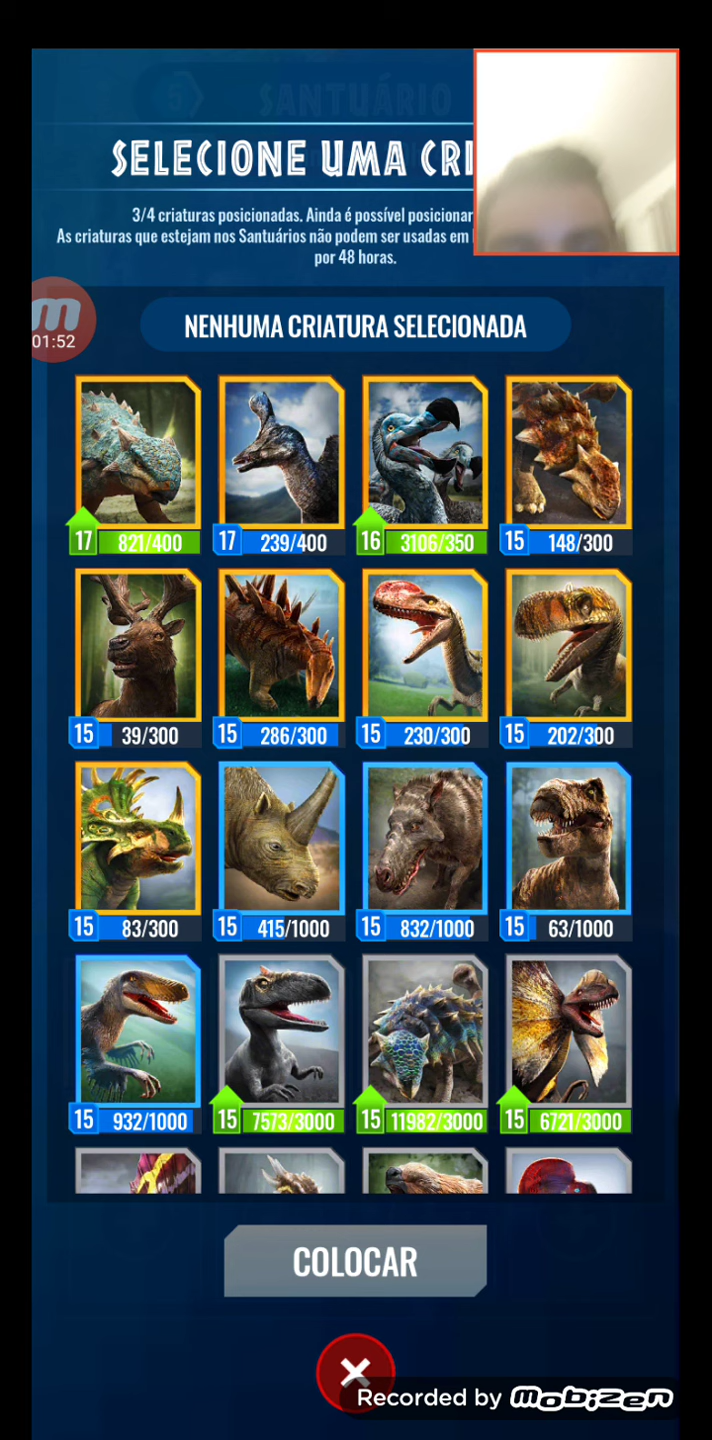 5
SANTUÁRIO
SELECIONE UMA CRI
3/4 criaturas posicionadas. Ainda é possível posicionar
As criaturas que estejam nos Santuários não podem ser usadas em
por 48 horas.
m
01:52
NENHUMA CRIATURA SELECIONADA
17 821/400 17 239/400 16 3106/350 15 148/300
15 39/300 15 286/300 15 230/300 15 202/300
15 83/300 15 415/1000 15 832/1000 15 63/1000
15 932/1000 15 7573/3000 15 11982/3000 15 6721/3000
COLOCAR
Recorded by mobizen